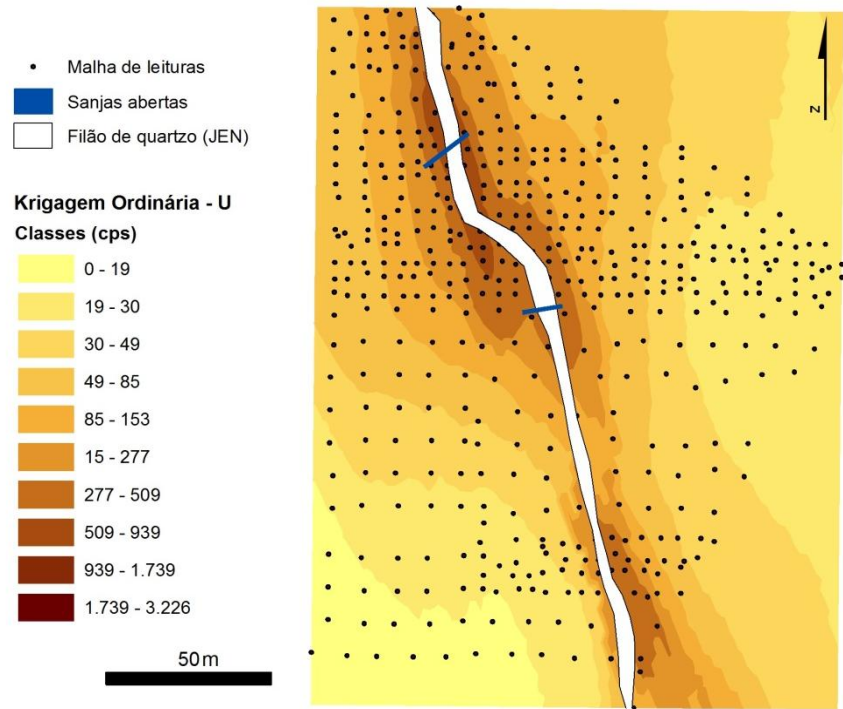 Malha de leituras
Sanjas abertas
Filão de quartzo (JEN)
Krigagem Ordinária - U
Classes (cps)
0 - 19
19 - 30
30 - 49
49 - 85
85 - 153
15 - 277
277 - 509
509 - 939
939 - 1.739
1.739 - 3.226
50 m
N